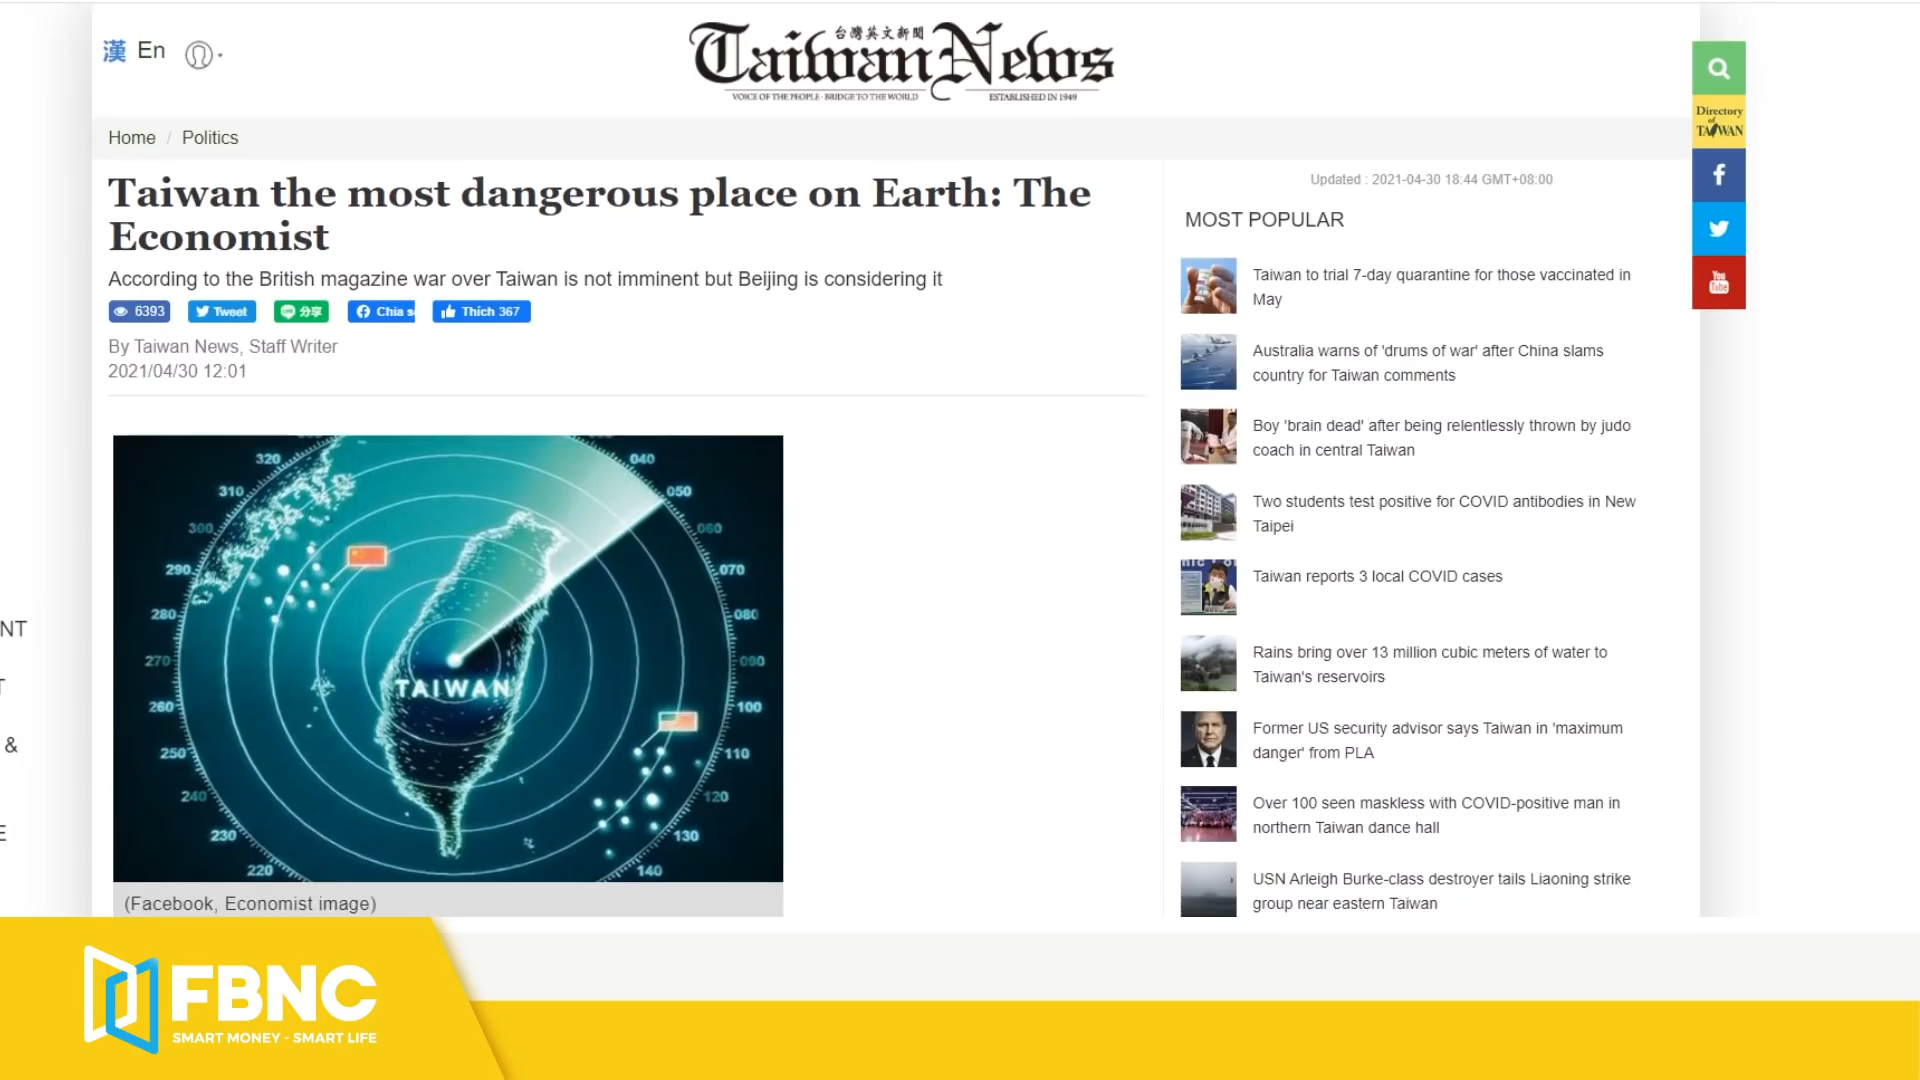 漢 En
台灣英文新聞
Taiwan News
VOICE OF THE PEOPLE · BRIDGE TO THE WORLD ESTABLISHED IN 1949
Directory
of
TAIWAN
Home / Politics
Taiwan the most dangerous place on Earth: The
Economist
According to the British magazine war over Taiwan is not imminent but Beijing is considering it
6393 Tweet 分享 Chia s Thích 367
By Taiwan News, Staff Writer
2021/04/30 12:01
320
310
300
290
280
270
260
250
240
230
220
040
050
060
070
080
090
100
110
120
130
140
TAIWAN
(Facebook, Economist image)
Updated : 2021-04-30 18:44 GMT+08:00
MOST POPULAR
Taiwan to trial 7-day quarantine for those vaccinated in
May
Australia warns of 'drums of war' after China slams
country for Taiwan comments
Boy 'brain dead' after being relentlessly thrown by judo
coach in central Taiwan
Two students test positive for COVID antibodies in New
Taipei
Taiwan reports 3 local COVID cases
Rains bring over 13 million cubic meters of water to
Taiwan's reservoirs
Former US security advisor says Taiwan in 'maximum
danger' from PLA
Over 100 seen maskless with COVID-positive man in
northern Taiwan dance hall
USN Arleigh Burke-class destroyer tails Liaoning strike
group near eastern Taiwan
You
Tube
NT
T
&
E
FBNC
SMART MONEY - SMART LIFE